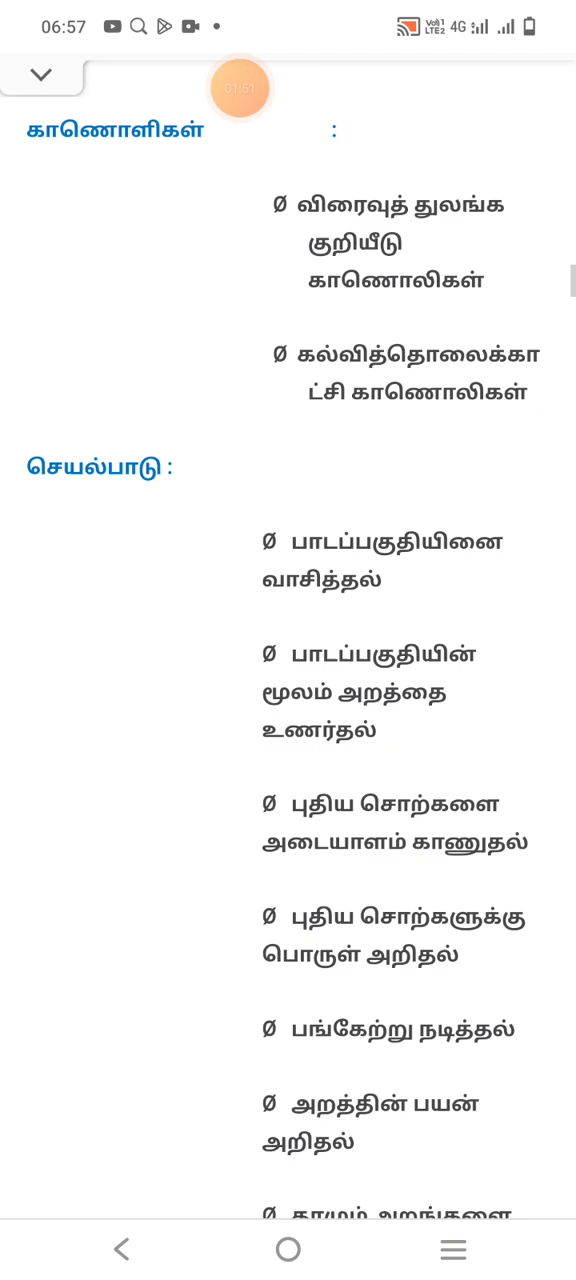 06:57
4G
01:51
காணொளிகள் :
Ø விரைவுத் துலங்க
குறியீடு
காணொலிகள்
Ø கல்வித்தொலைக்கா
ட்சி காணொலிகள்
செயல்பாடு :
Ø பாடப்பகுதியினை
வாசித்தல்
Ø பாடப்பகுதியின்
மூலம் அறத்தை
உணர்தல்
Ø புதிய சொற்களை
அடையாளம் காணுதல்
Ø புதிய சொற்களுக்கு
பொருள் அறிதல்
Ø பங்கேற்று நடித்தல்
Ø அறத்தின் பயன்
அறிதல்